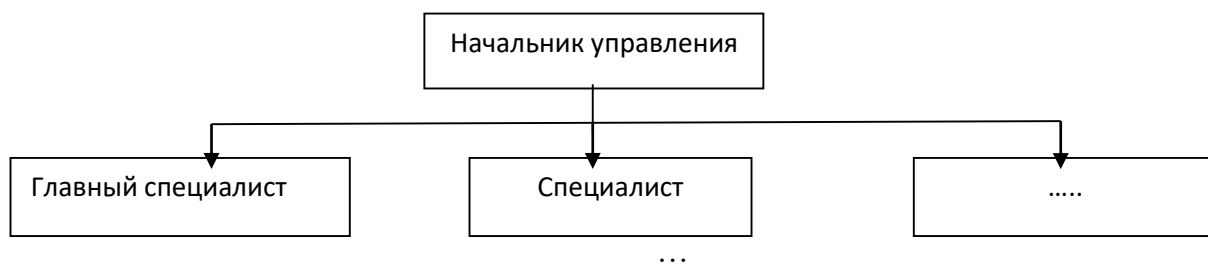 Начальник управления
Главный специалист
Специалист
…..
…